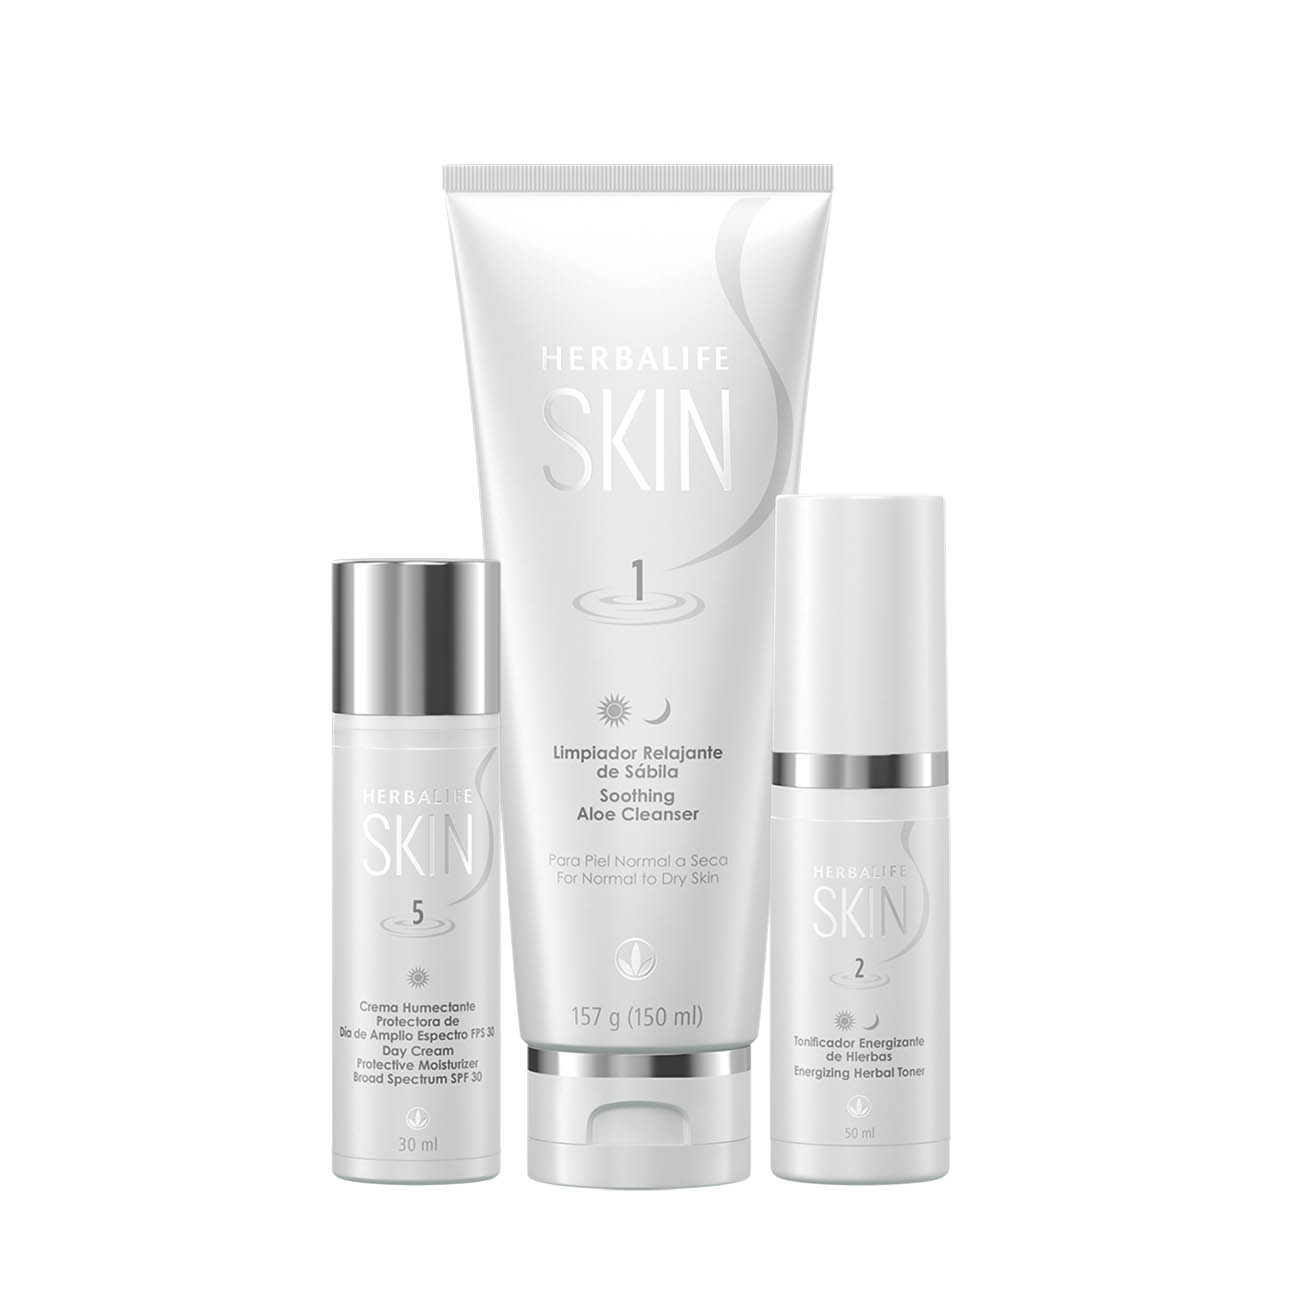 HERBALIFE
SKIN
1
Limpiador Relajante
de Sábila
Soothing
Aloe Cleanser
Para Piel Normal a Seca
For Normal to Dry Skin
157 g (150 ml)
HERBALIFE
SKIN
5
Crema Humectante
Protectora de
Día de Amplio Espectro FPS 30
Day Cream
Protective Moisturizer
Broad Spectrum SPF 30
30 ml
HERBALIFE
SKIN
2
Tonificador Energizante
de Hierbas
Energizing Herbal Toner
50 ml